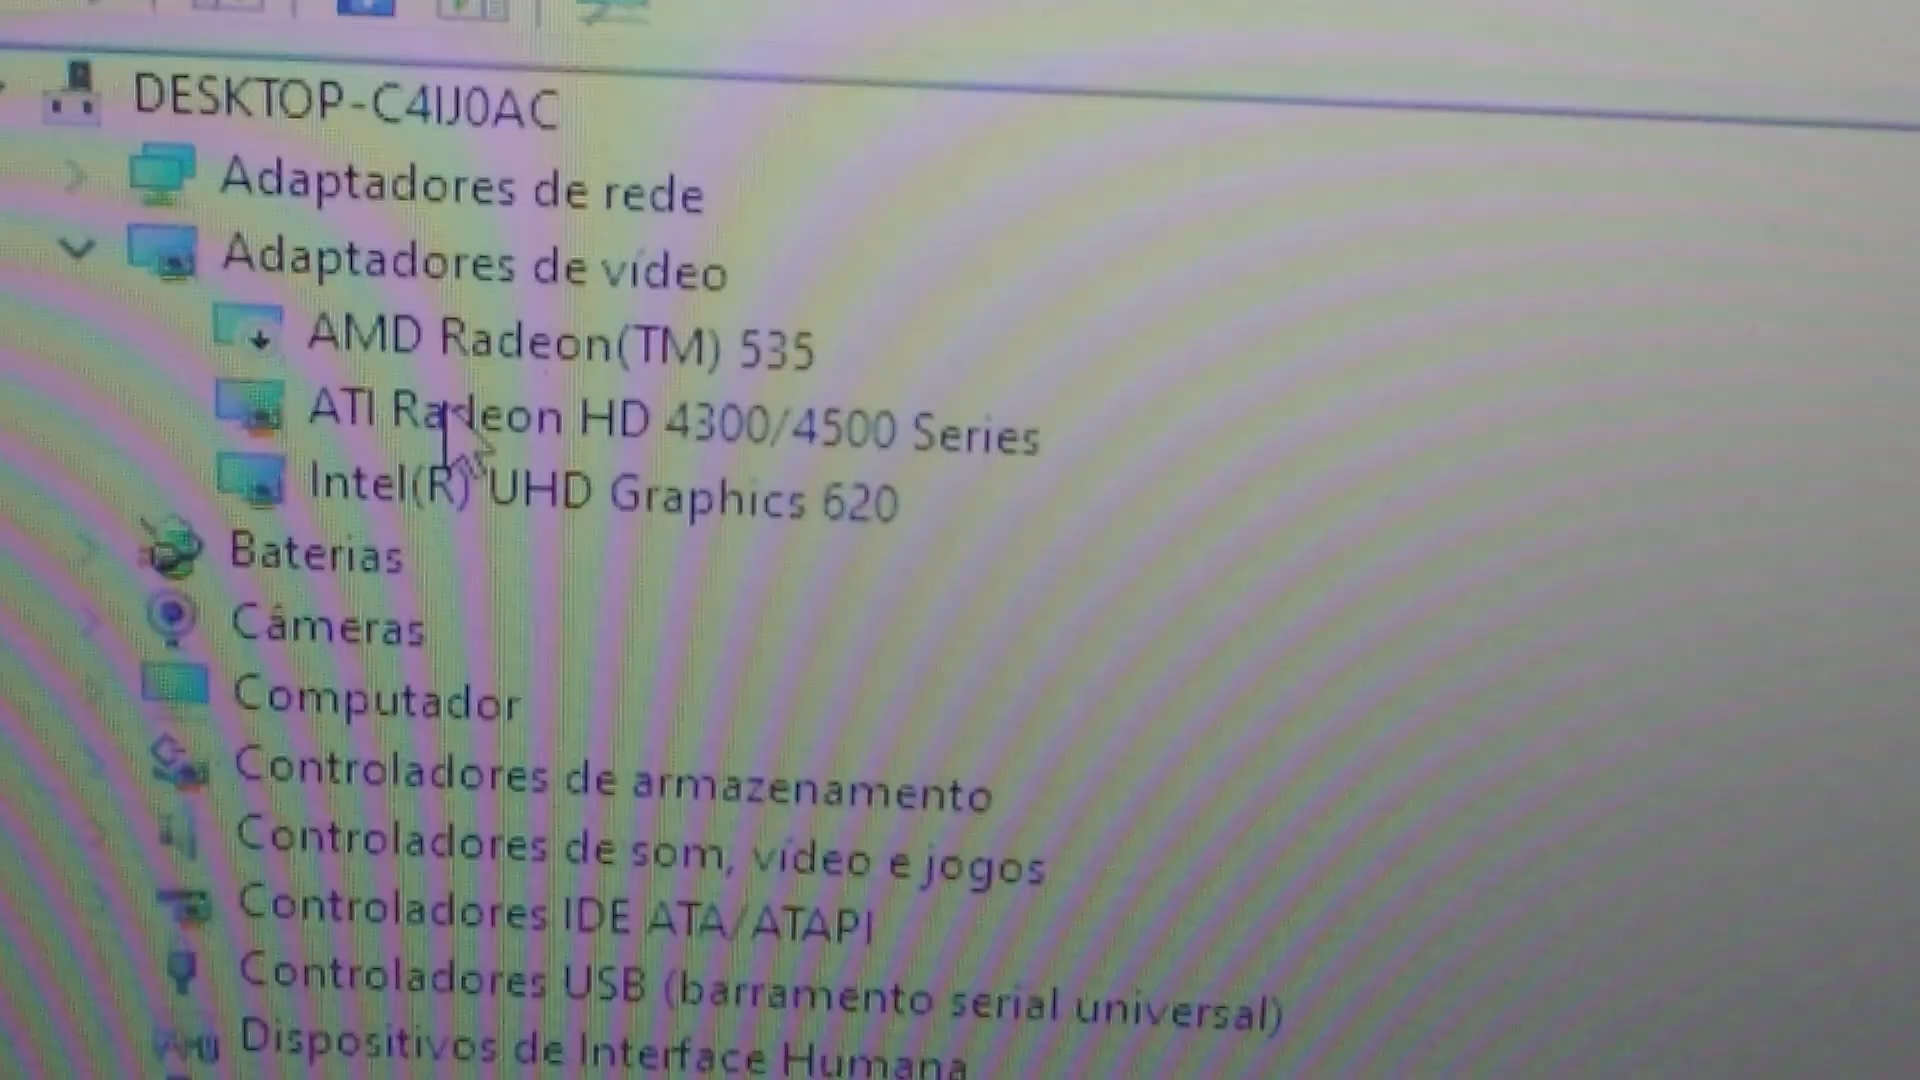 DESKTOP-C4IJ0AC
Adaptadores de rede
Adaptadores de vídeo
AMD Radeon(TM) 535
ATI Radeon HD 4300/4500 Series
Intel(R) UHD Graphics 620
Baterias
Câmeras
Computador
Controladores de armazenamento
Controladores de som, vídeo e jogos
Controladores IDE ATA/ATAPI
Controladores USB (barramento serial universal)
Dispositivos de Interface Humana